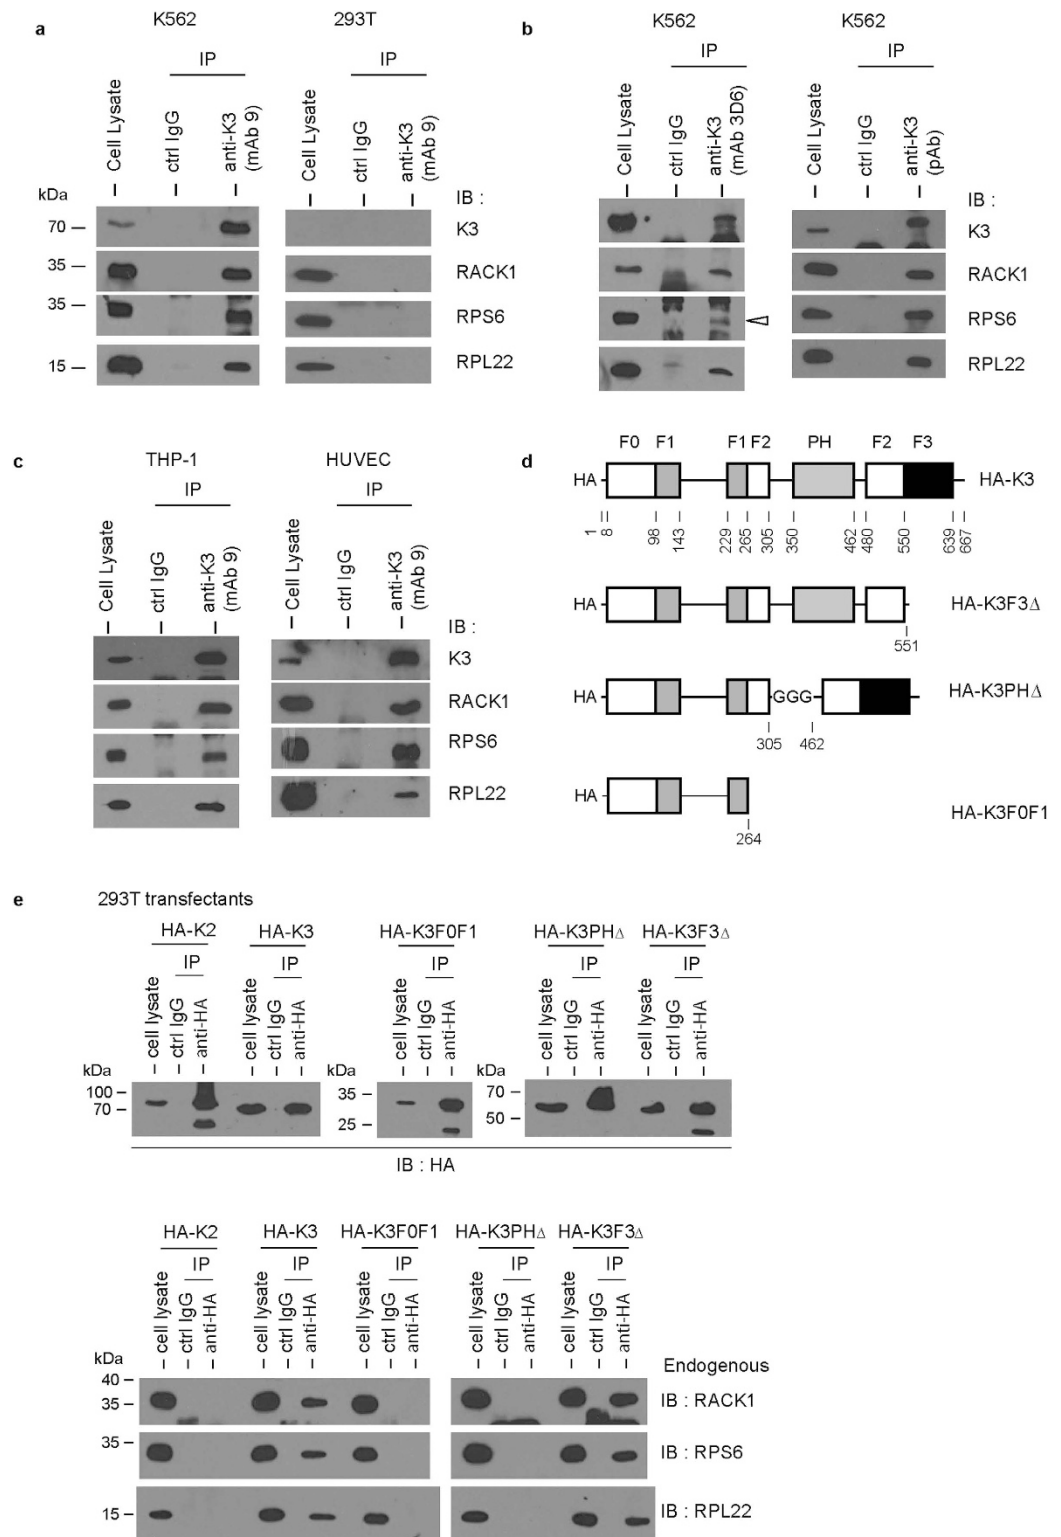 a
K562
293T
IP
IP
Cell Lysate
ctrl IgG
anti-K3
(mAb 9)
Cell Lysate
ctrl IgG
anti-K3
(mAb 9)
kDa
IB :
70
K3
35
RACK1
35
RPS6
15
RPL22
b
K562
K562
IP
IP
Cell Lysate
ctrl IgG
anti-K3
(mAb 3D6)
Cell Lysate
ctrl IgG
anti-K3
(pAb)
IB :
K3
RACK1
RPS6
RPL22
c
THP-1
HUVEC
IP
IP
Cell Lysate
ctrl IgG
anti-K3
(mAb 9)
Cell Lysate
ctrl IgG
anti-K3
(mAb 9)
IB :
K3
RACK1
RPS6
RPL22
d
F0 F1 F1 F2 PH F2 F3
HA
HA-K3
1 8 98 143 229 265 305 350 462 480 550 639 667
HA
HA-K3F3Δ
551
HA
GGG
HA-K3PHΔ
305 462
HA
HA-K3F0F1
264
e
293T transfectants
HA-K2 HA-K3 HA-K3F0F1 HA-K3PHΔ HA-K3F3Δ
IP IP IP IP IP
cell lysate
ctrl IgG
anti-HA
cell lysate
ctrl IgG
anti-HA
cell lysate
ctrl IgG
anti-HA
cell lysate
ctrl IgG
anti-HA
cell lysate
ctrl IgG
anti-HA
kDa
100
70
kDa
35
25
kDa
70
50
IB : HA
HA-K2 HA-K3 HA-K3F0F1 HA-K3PHΔ HA-K3F3Δ
IP IP IP IP IP
cell lysate
ctrl IgG
anti-HA
cell lysate
ctrl IgG
anti-HA
cell lysate
ctrl IgG
anti-HA
cell lysate
ctrl IgG
anti-HA
cell lysate
ctrl IgG
anti-HA
kDa
Endogenous
40
35
IB : RACK1
35
IB : RPS6
15
IB : RPL22